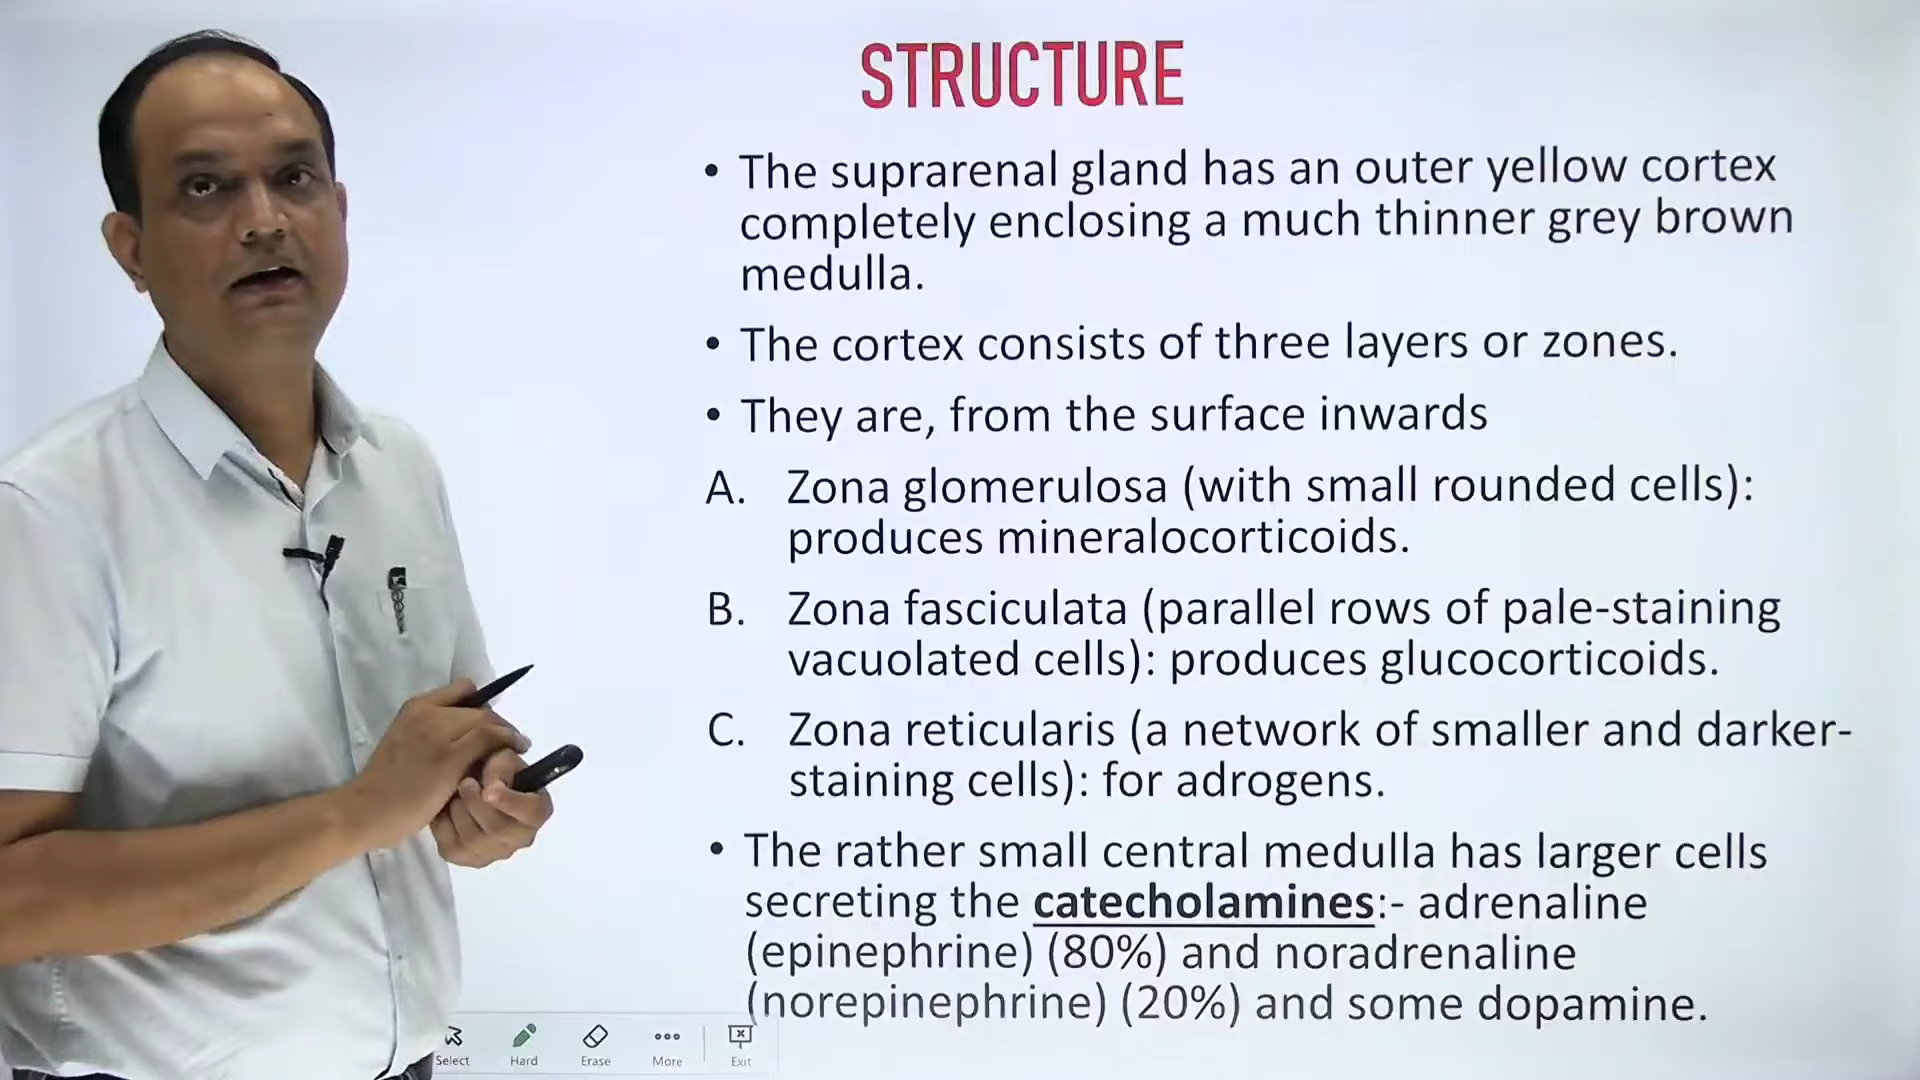 STRUCTURE
• The suprarenal gland has an outer yellow cortex
completely enclosing a much thinner grey brown
medulla.
• The cortex consists of three layers or zones.
• They are, from the surface inwards
A. Zona glomerulosa (with small rounded cells):
produces mineralocorticoids.
B. Zona fasciculata (parallel rows of pale-staining
vacuolated cells): produces glucocorticoids.
C. Zona reticularis (a network of smaller and darker-
staining cells): for adrogens.
• The rather small central medulla has larger cells
secreting the catecholamines:- adrenaline
(epinephrine) (80%) and noradrenaline
(norepinephrine) (20%) and some dopamine.
Select Hard Erase More Exit